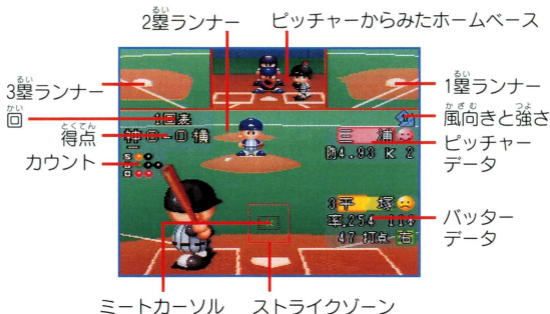 2塁ランナー
ピッチャーからみたホームベース
3塁ランナー
回
得点
カウント
1塁ランナー
風向きと強さ
ピッチャー
データ
バッター
データ
1回表
神0-0横
三浦
防4.93 K 2
3平塚
率.254 11本
47打点 右
ミートカーソル
ストライクゾーン